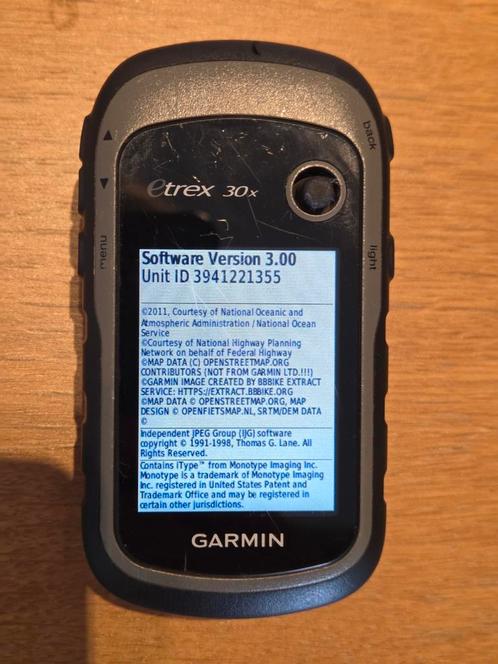 etrex 30x
back
menu
light
Software Version 3.00
Unit ID 3941221355
©2011, Courtesy of National Oceanic and
Atmospheric Administration / National Ocean
Service
©Courtesy of National Highway Planning
Network on behalf of Federal Highway
©MAP DATA (C) OPENSTREETMAP.ORG
CONTRIBUTORS (NOT FROM GARMIN LTD.!!!)
©GARMIN IMAGE CREATED BY BBBIKE EXTRACT
SERVICE: HTTPS://EXTRACT.BBBIKE.ORG
©MAP DATA © OPENSTREETMAP.ORG, MAP
DESIGN © OPENFIETSMAP.NL, SRTM/DEM DATA
©
Independent JPEG Group (IJG) software
copyright © 1991-1998, Thomas G. Lane. All
Rights Reserved.
Contains iType™ from Monotype Imaging Inc.
Monotype is a trademark of Monotype Imaging
Inc. registered in United States Patent and
Trademark Office and may be registered in
certain other jurisdictions.
GARMIN